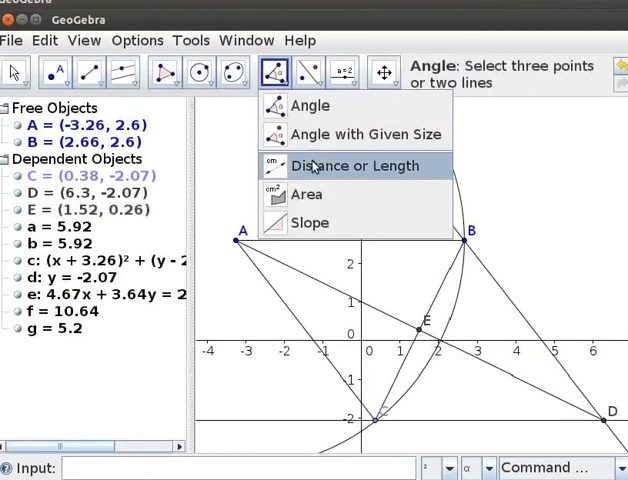 GeoGebra
File Edit View Options Tools Window Help
A
a=2
Angle: Select three points
or two lines
Free Objects
A = (-3.26, 2.6)
B = (2.66, 2.6)
Dependent Objects
C = (0.38, -2.07)
D = (6.3, -2.07)
E = (1.52, 0.26)
a = 5.92
b = 5.92
c: (x + 3.26)² + (y - 2
d: y = -2.07
e: 4.67x + 3.64y = 2
f = 10.64
g = 5.2
Angle
Angle with Given Size
cm Distance or Length
cm² Area
Slope
A
B
E
C
D
2
1
0
-1
-2
-4 -3 -2 -1 0 1 2 3 4 5 6
Input:
²
α
Command ...